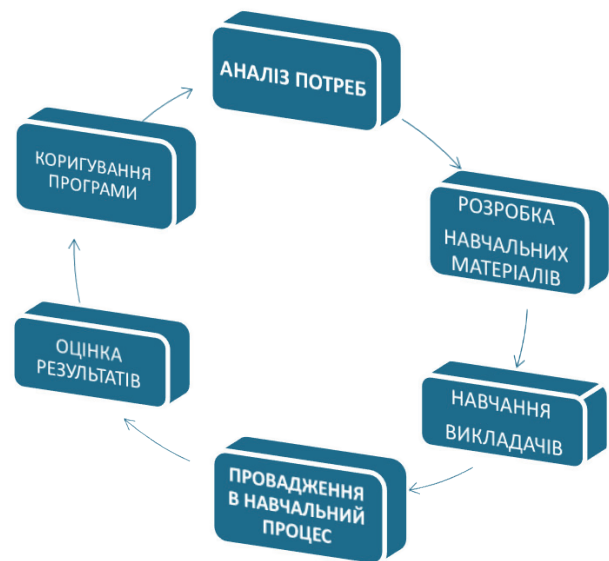 АНАЛІЗ ПОТРЕБ
РОЗРОБКА
НАВЧАЛЬНИХ
МАТЕРІАЛІВ
НАВЧАННЯ
ВИКЛАДАЧІВ
ПРОВАДЖЕННЯ
В НАВЧАЛЬНИЙ
ПРОЦЕС
ОЦІНКА
РЕЗУЛЬТАТІВ
КОРИГУВАННЯ
ПРОГРАМИ